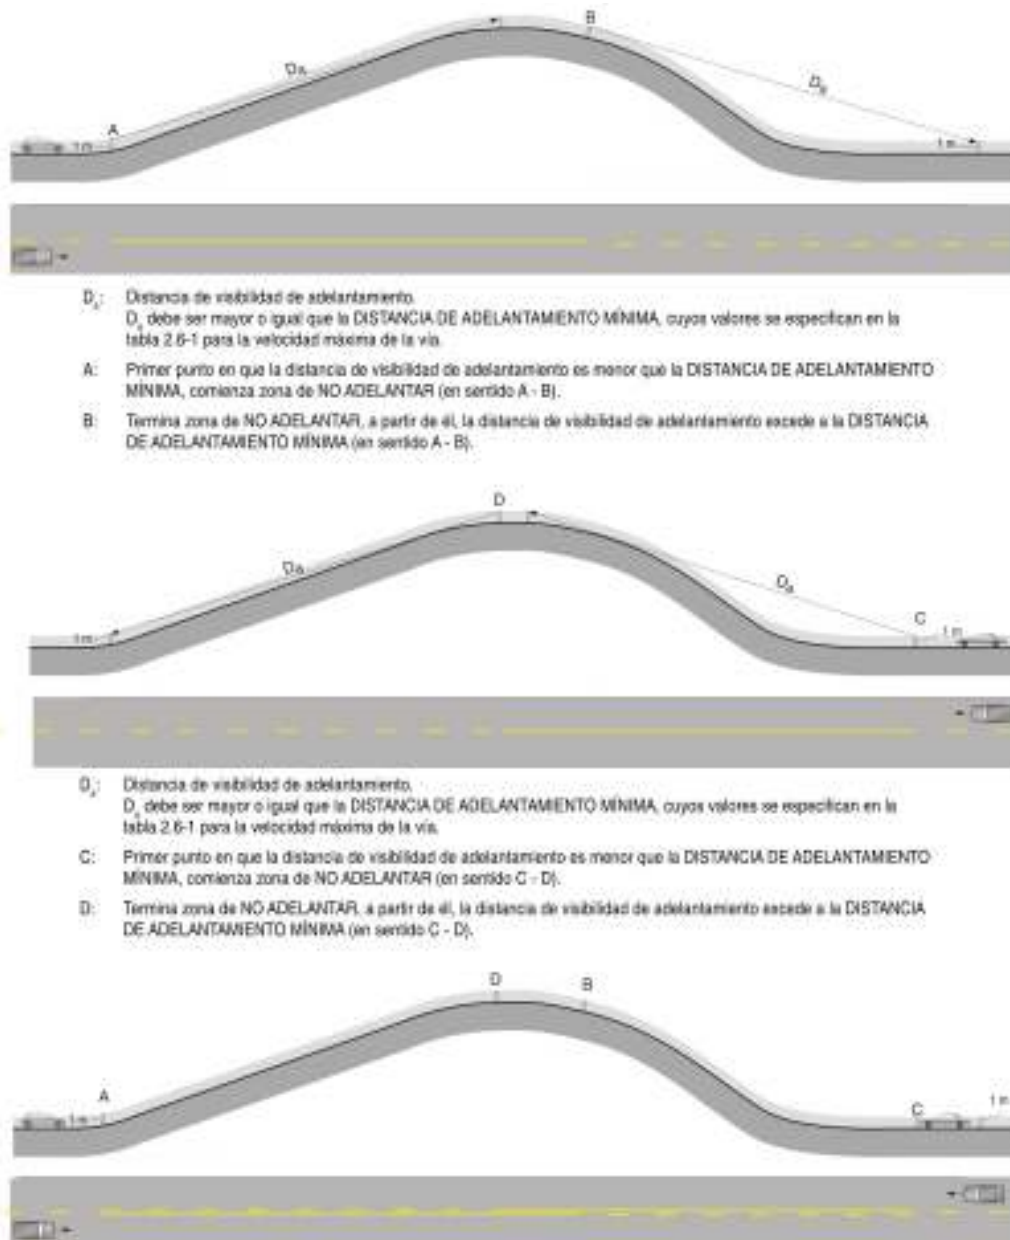 B
Da
Da
A
1 m
1 m
Da: Distancia de visibilidad de adelantamiento.
Da debe ser mayor o igual que la DISTANCIA DE ADELANTAMIENTO MÍNIMA, cuyos valores se especifican en la
tabla 2.6-1 para la velocidad máxima de la vía.
A: Primer punto en que la distancia de visibilidad de adelantamiento es menor que la DISTANCIA DE ADELANTAMIENTO
MÍNIMA, comienza zona de NO ADELANTAR (en sentido A - B).
B: Termina zona de NO ADELANTAR, a partir de él, la distancia de visibilidad de adelantamiento excede a la DISTANCIA
DE ADELANTAMIENTO MÍNIMA (en sentido A - B).
D
Da
Da
C
1 m
1 m
Da: Distancia de visibilidad de adelantamiento.
Da debe ser mayor o igual que la DISTANCIA DE ADELANTAMIENTO MÍNIMA, cuyos valores se especifican en la
tabla 2.6-1 para la velocidad máxima de la vía.
C: Primer punto en que la distancia de visibilidad de adelantamiento es menor que la DISTANCIA DE ADELANTAMIENTO
MÍNIMA, comienza zona de NO ADELANTAR (en sentido C - D).
D: Termina zona de NO ADELANTAR, a partir de él, la distancia de visibilidad de adelantamiento excede a la DISTANCIA
DE ADELANTAMIENTO MÍNIMA (en sentido C - D).
D B
A
1 m
C
1 m